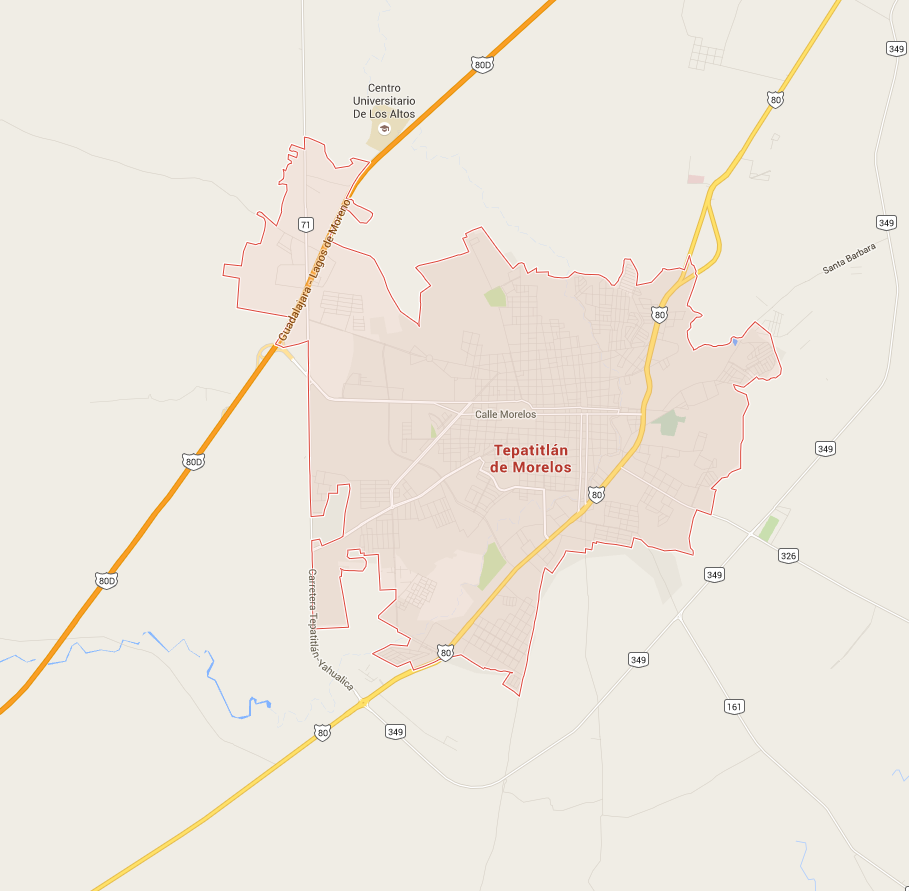 349
80D
80
Centro
Universitario
De Los Altos
71
349
Guadalajara - Lagos de Moreno
Santa Barbara
80
Calle Morelos
Tepatitlán
de Morelos
349
80D
80
326
349
80D
Carretera-Tepatitlán-Yahualica
80
349
161
80
349